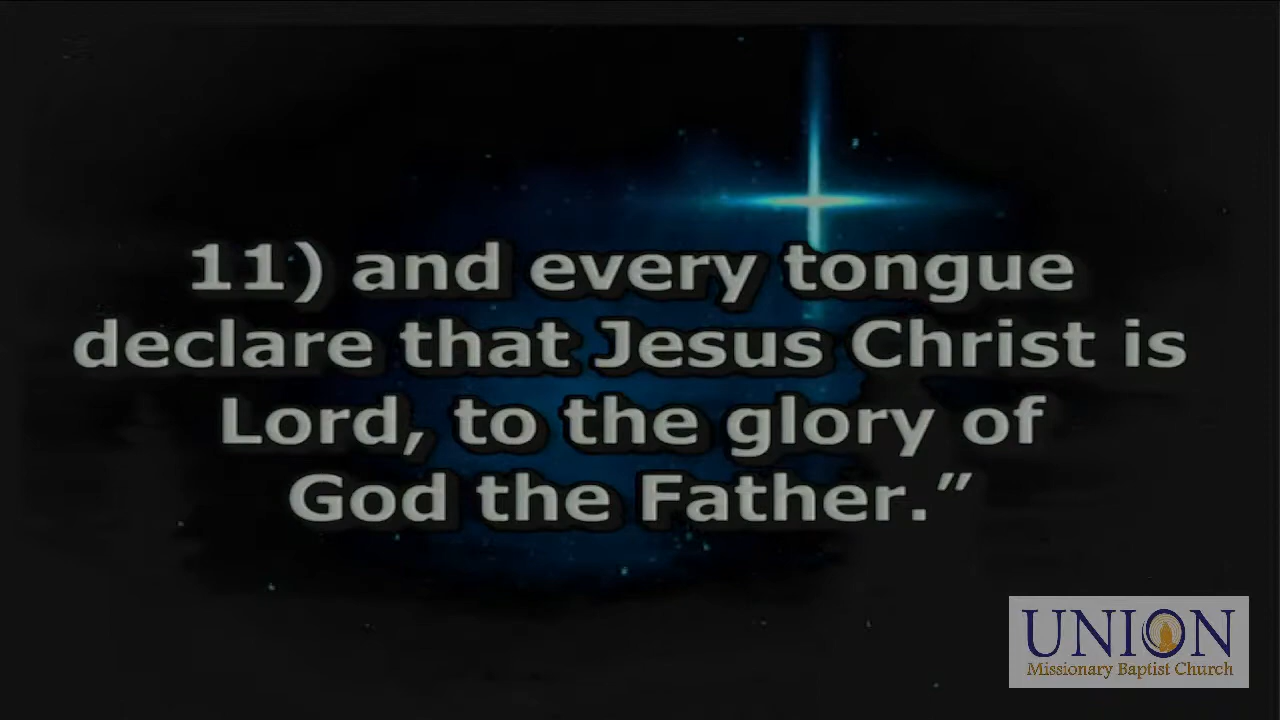 11) and every tongue
declare that Jesus Christ is
Lord, to the glory of
God the Father.”
UNION
Missionary Baptist Church